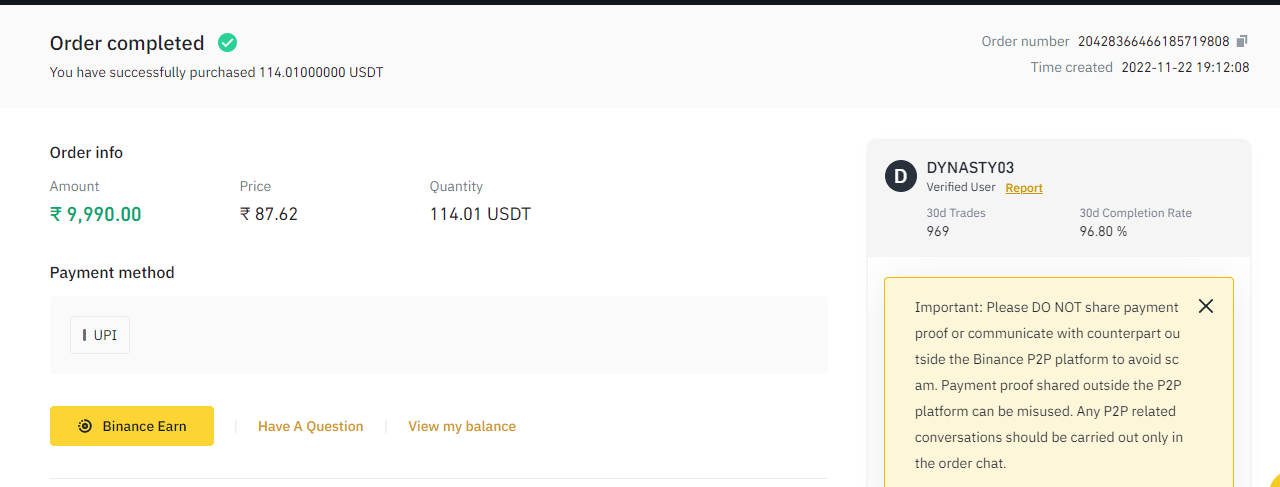 Order completed
You have successfully purchased 114.01000000 USDT
Order number 20428366466185719808
Time created 2022-11-22 19:12:08
Order info
Amount Price Quantity
₹ 9,990.00 ₹ 87.62 114.01 USDT
Payment method
UPI
Binance Earn Have A Question View my balance
D DYNASTY03
Verified User Report
30d Trades 30d Completion Rate
969 96.80 %
Important: Please DO NOT share payment
proof or communicate with counterpart ou
tside the Binance P2P platform to avoid sc
am. Payment proof shared outside the P2P
platform can be misused. Any P2P related
conversations should be carried out only in
the order chat.